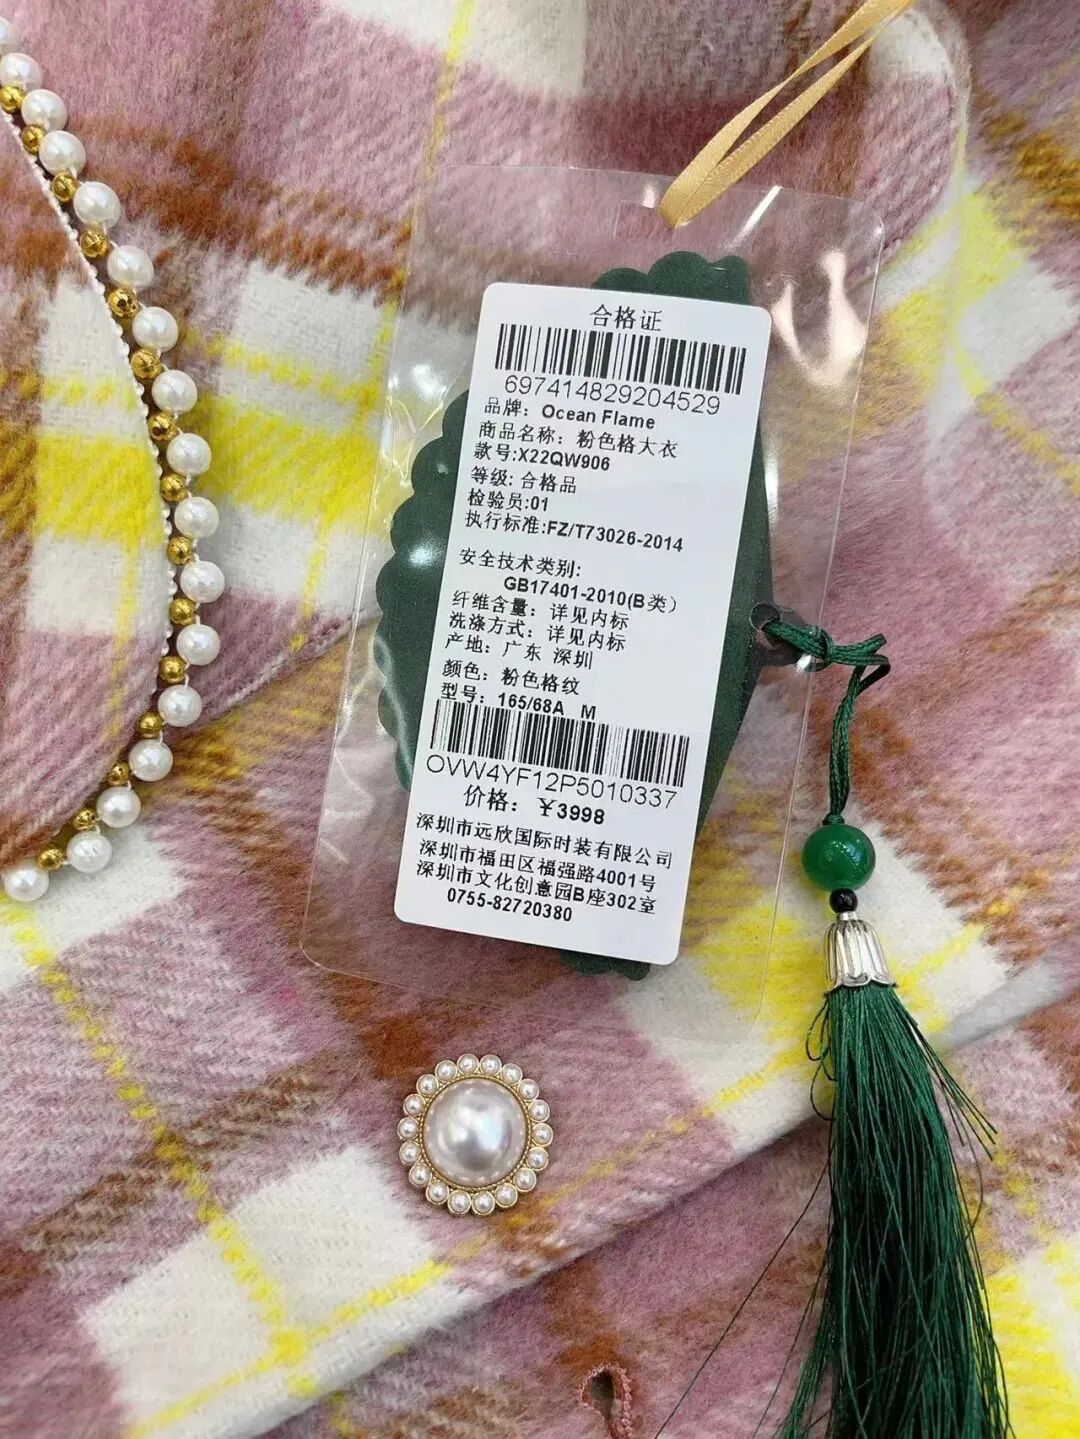 合格证
697414829204529
品牌：Ocean Flame
商品名称：粉色格大衣
款号:X22QW906
等级:合格品
检验员:01
执行标准:FZ/T73026-2014
安全技术类别:
GB17401-2010(B类）
纤维含量：详见内标
洗涤方式：详见内标
产地：广东 深圳
颜色：粉色格纹
型号：165/68A M
OVW4YF12P5010337
价格：￥3998
深圳市远欣国际时装有限公司
深圳市福田区福强路4001号
深圳市文化创意园B座302室
0755-82720380